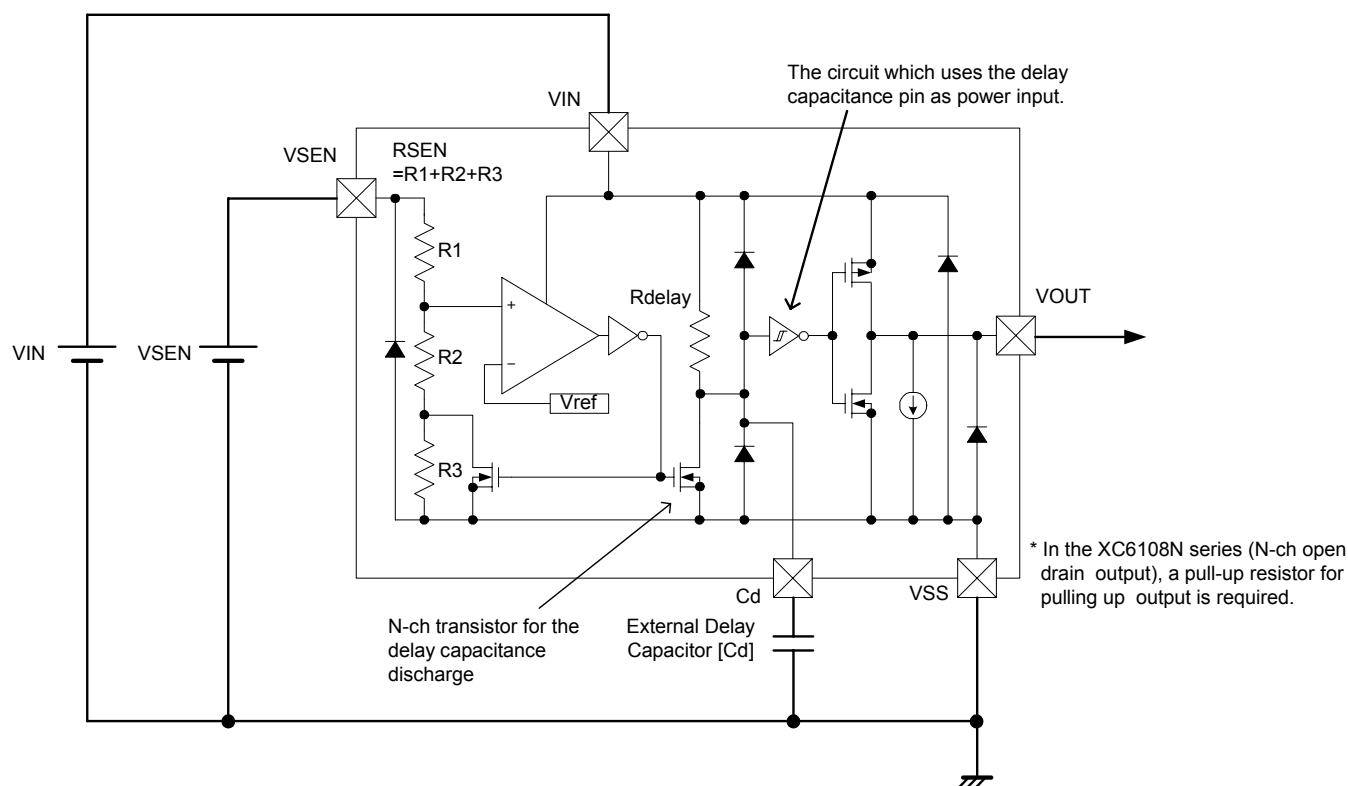 The circuit which uses the delay
capacitance pin as power input.
VIN
VSEN
RSEN
=R1+R2+R3
R1
Rdelay
+
VOUT
VIN
VSEN
R2
−
Vref
R3
* In the XC6108N series (N-ch open
drain output), a pull-up resistor for
pulling up output is required.
Cd
VSS
N-ch transistor for the
delay capacitance
discharge
External Delay
Capacitor [Cd]